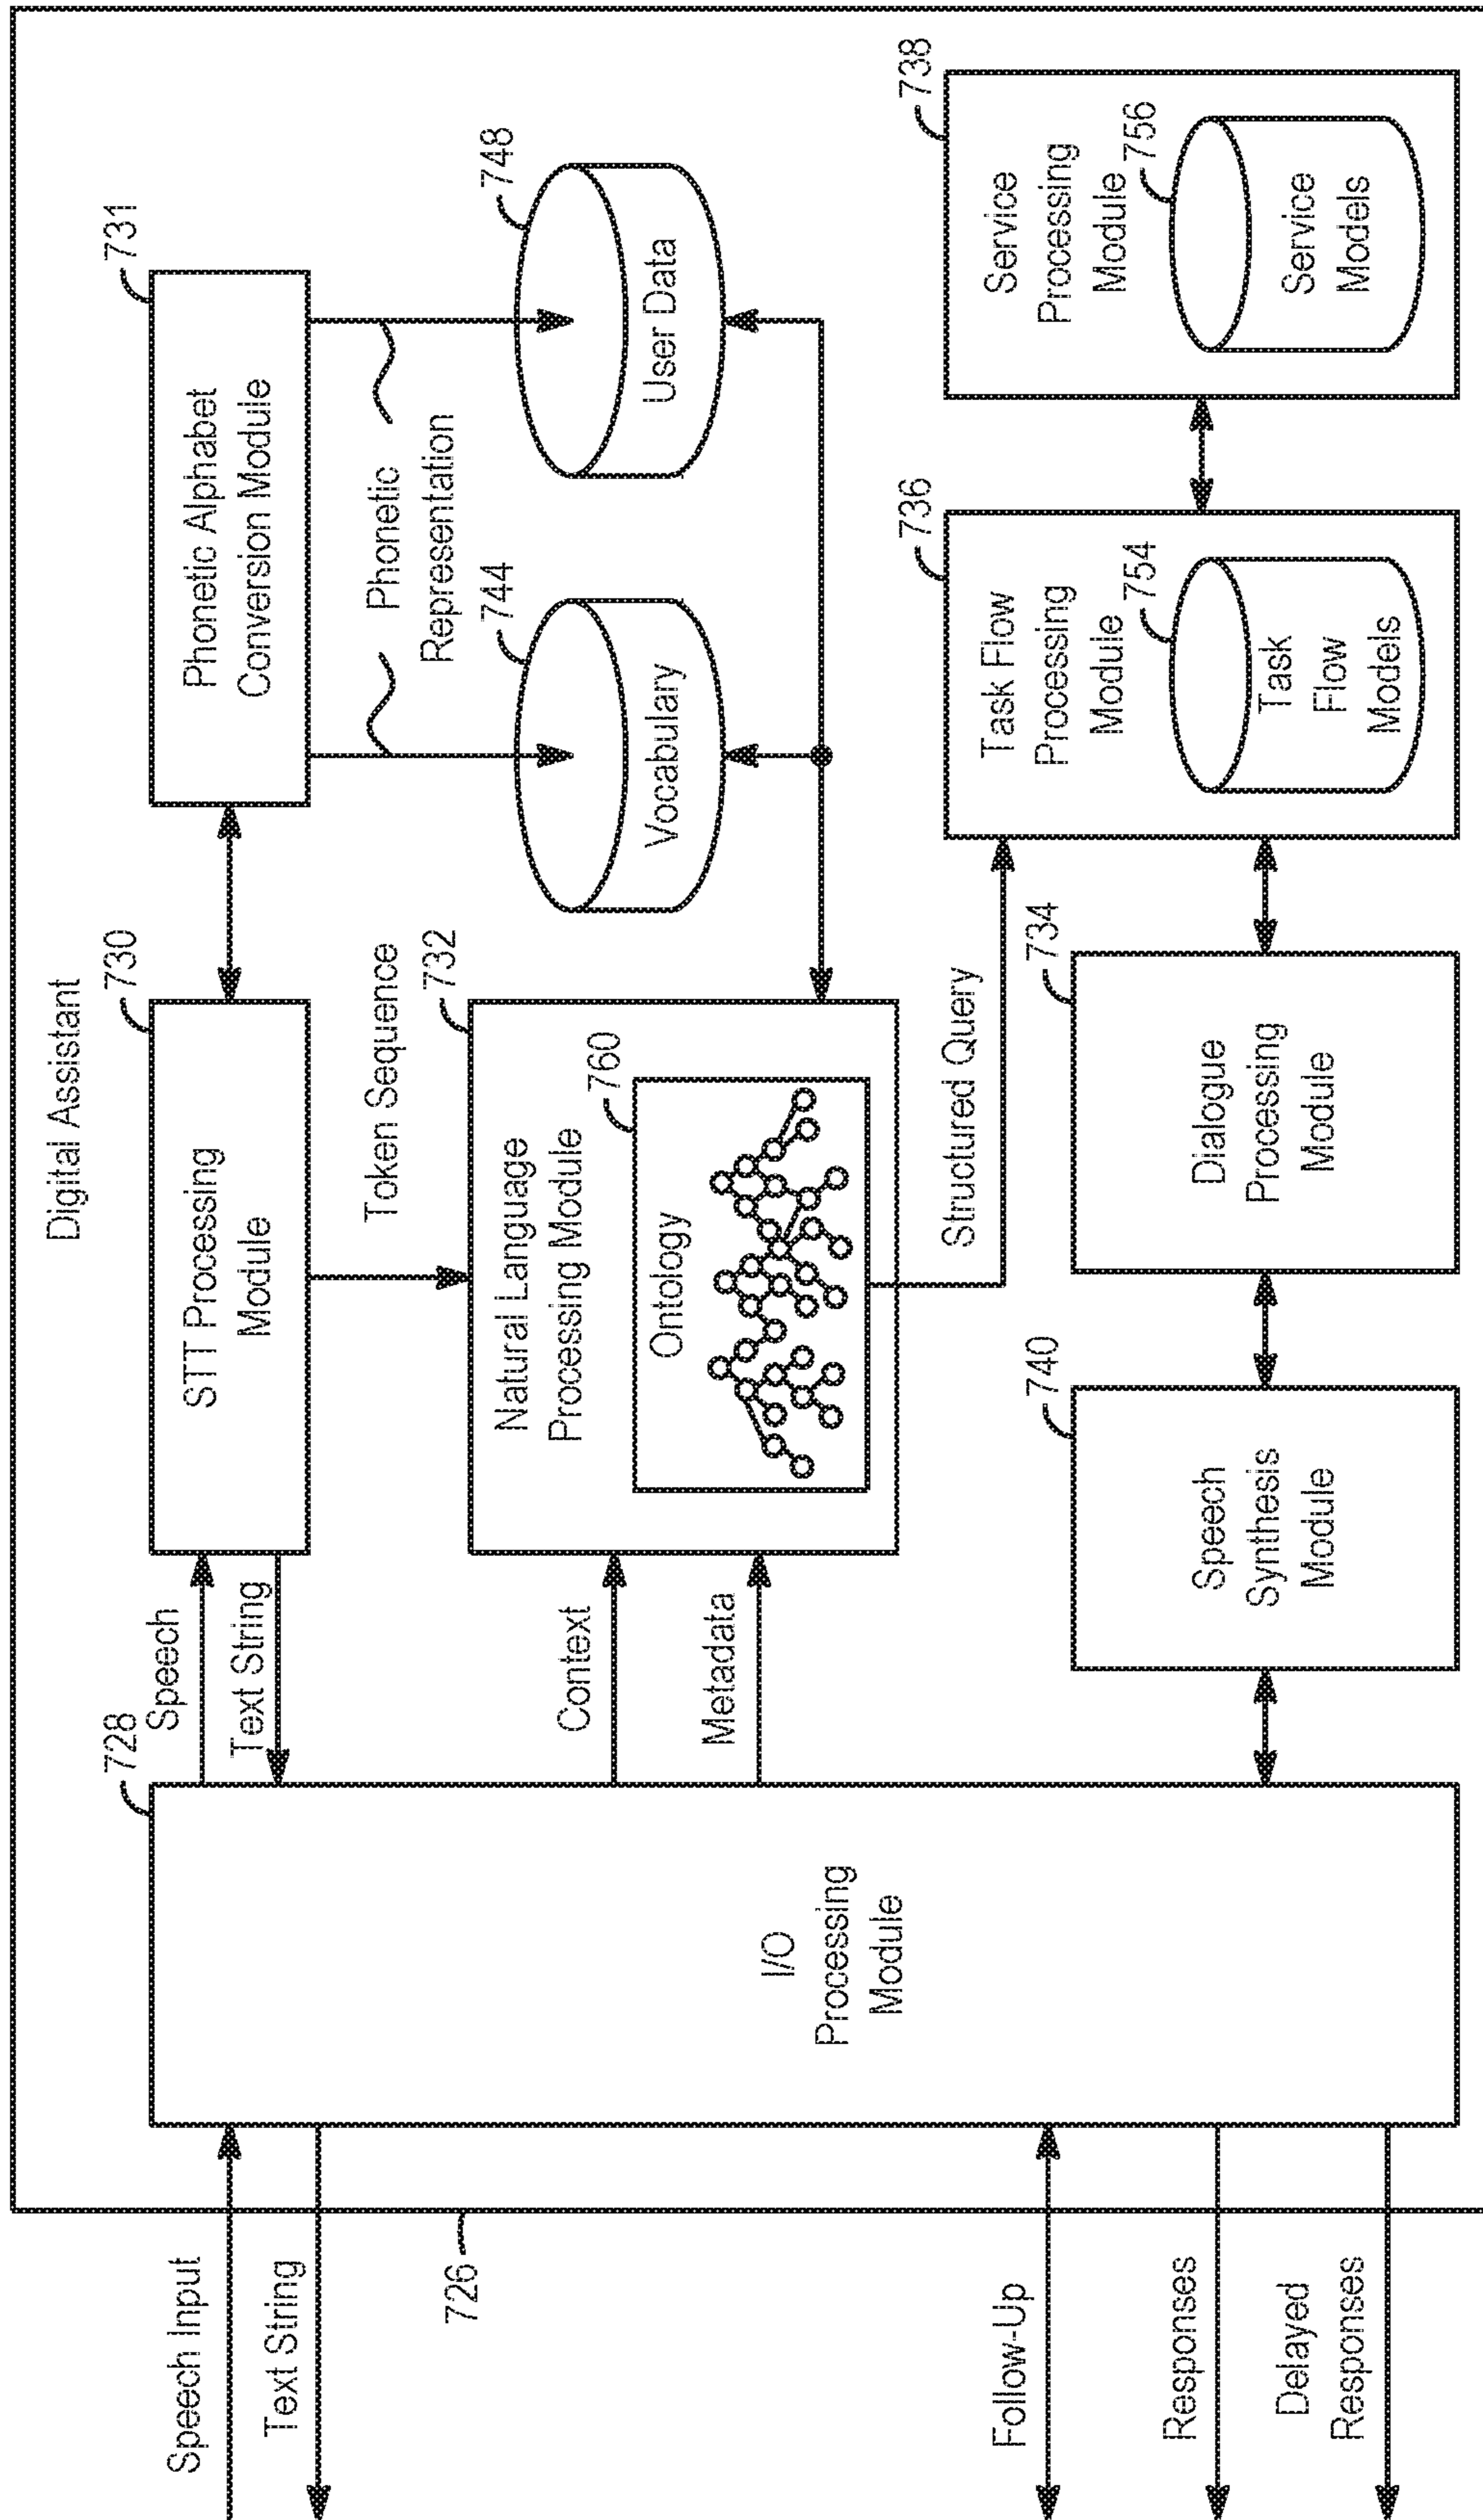 Digital Assistant
Speech Input
Text String
726
728
I/O
Processing
Module
Speech
Text String
730
STT Processing
Module
731
Phonetic Alphabet
Conversion Module
Token Sequence
Phonetic
Representation
Context
Metadata
732
Natural Language
Processing Module
760
Ontology
744
Vocabulary
748
User Data
Structured Query
Follow-Up
Responses
Delayed
Responses
740
Speech
Synthesis
Module
734
Dialogue
Processing
Module
736
Task Flow
Processing
Module
754
Task
Flow
Models
738
Service
Processing
Module
756
Service
Models